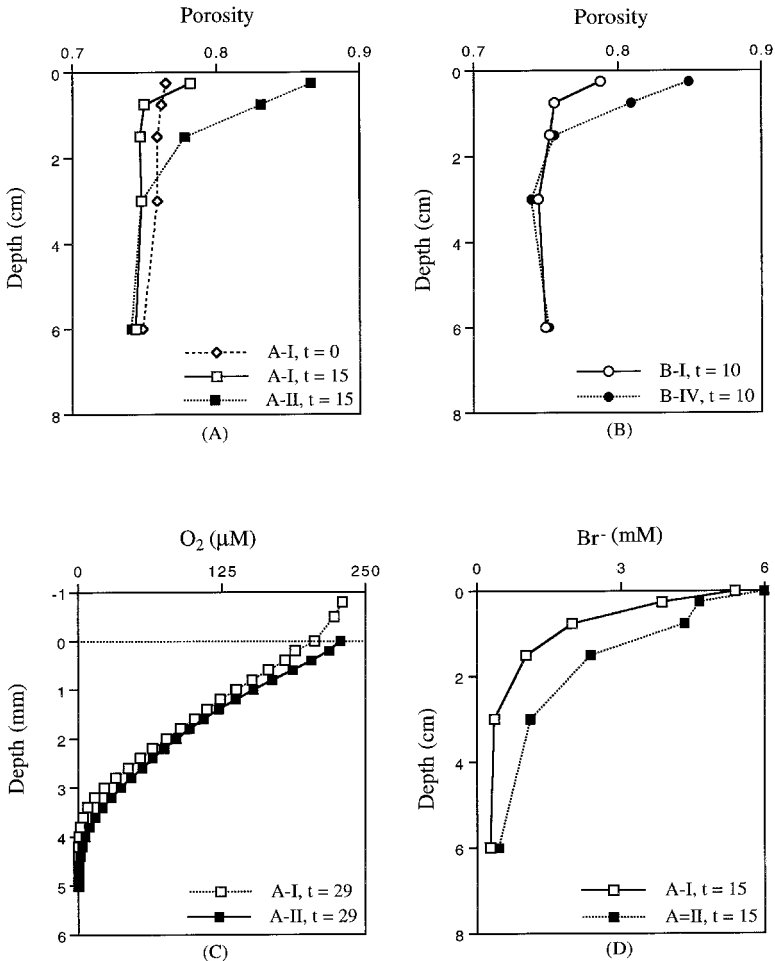 Porosity
0.7 0.8 0.9
0
2
4
6
8
Depth (cm)
A-I, t = 0
A-I, t = 15
A-II, t = 15
(A)
Porosity
0.7 0.8 0.9
0
2
4
6
8
Depth (cm)
B-I, t = 10
B-IV, t = 10
(B)
O₂ (µM)
0 125 250
-1
0
1
2
3
4
5
6
Depth (mm)
A-I, t = 29
A-II, t = 29
(C)
Br⁻ (mM)
0 3 6
0
2
4
6
8
Depth (cm)
A-I, t = 15
A=II, t = 15
(D)